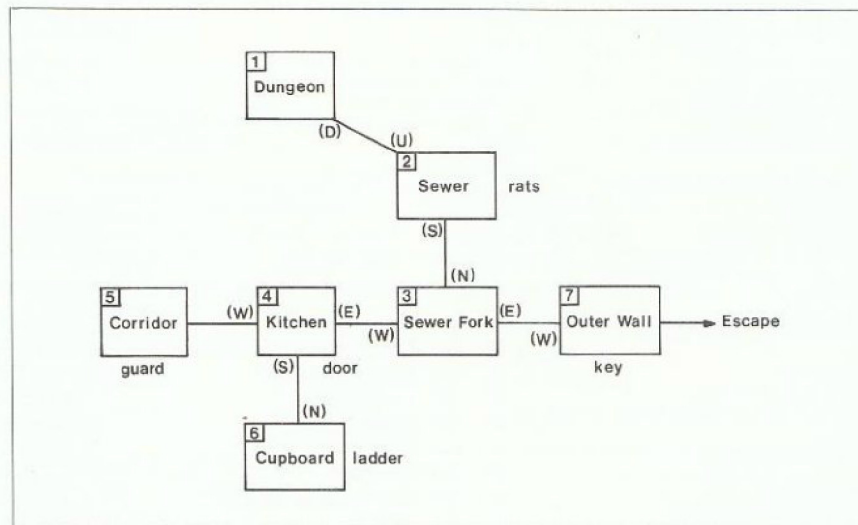 1
Dungeon
(D)
(U)
2
Sewer
rats
(S)
(N)
5
Corridor
guard
(W)
4
Kitchen
(E)
(S)
door
(W)
3
Sewer Fork
(E)
(W)
7
Outer Wall
key
Escape
(N)
6
Cupboard
ladder